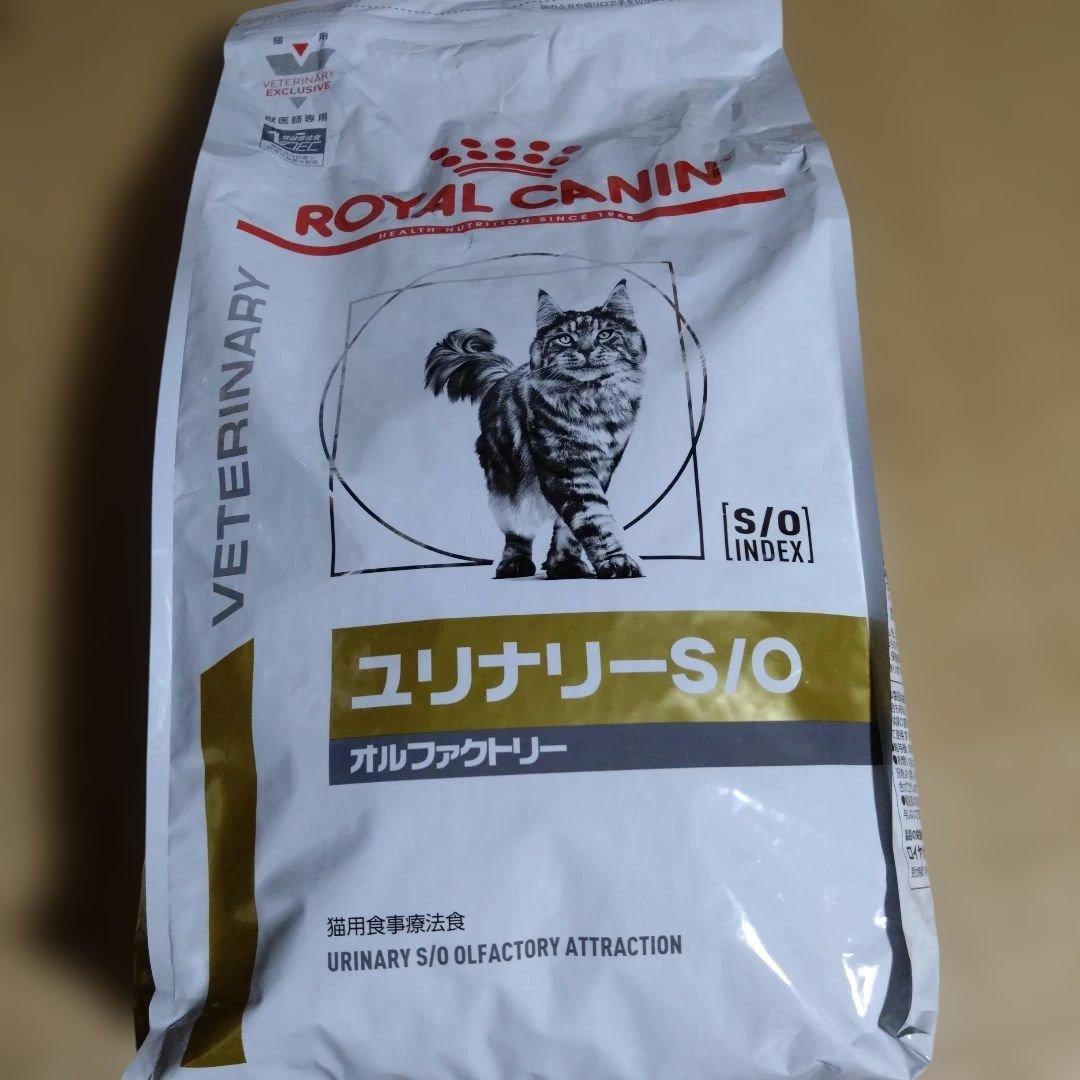 猫 用
VETERINARY
EXCLUSIVE
獣医師専用
ROYAL CANIN
HEALTH NUTRITION SINCE 1968
VETERINARY
[S/O]
INDEX
ユリナリーS/O
オルファクトリー
猫用食事療法食
URINARY S/O OLFACTORY ATTRACTION